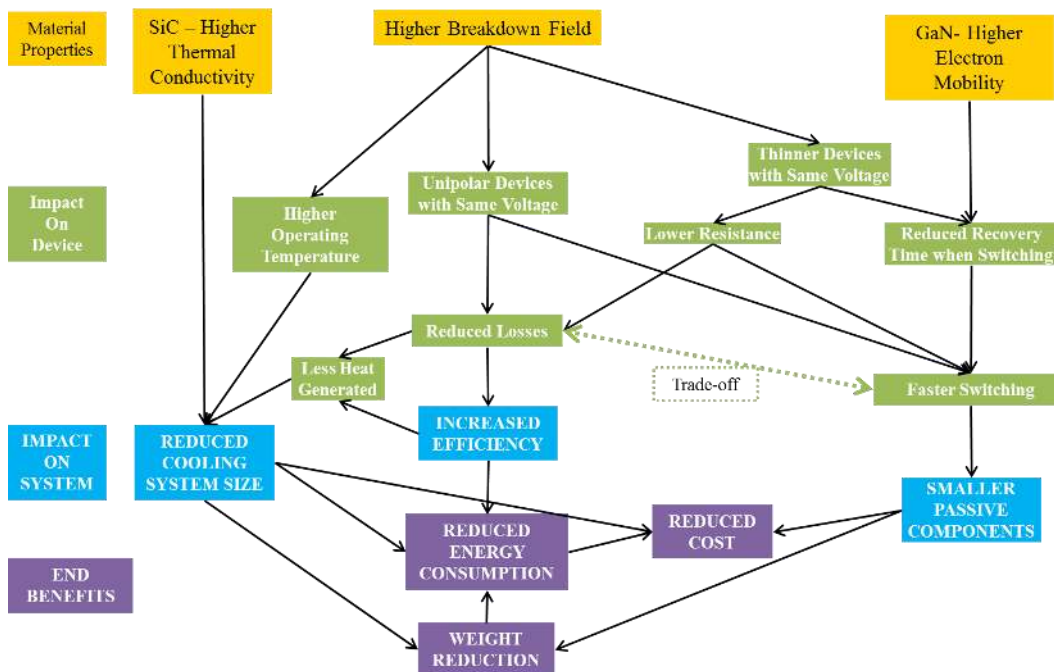 Material
Properties
SiC – Higher
Thermal
Conductivity
Higher Breakdown Field
GaN- Higher
Electron
Mobility
Impact
On
Device
Higher
Operating
Temperature
Unipolar Devices
with Same Voltage
Thinner Devices
with Same Voltage
Lower Resistance
Reduced Recovery
Time when Switching
Reduced Losses
Less Heat
Generated
Trade-off
Faster Switching
IMPACT
ON
SYSTEM
REDUCED
COOLING
SYSTEM SIZE
INCREASED
EFFICIENCY
SMALLER
PASSIVE
COMPONENTS
END
BENEFITS
REDUCED
ENERGY
CONSUMPTION
REDUCED
COST
WEIGHT
REDUCTION